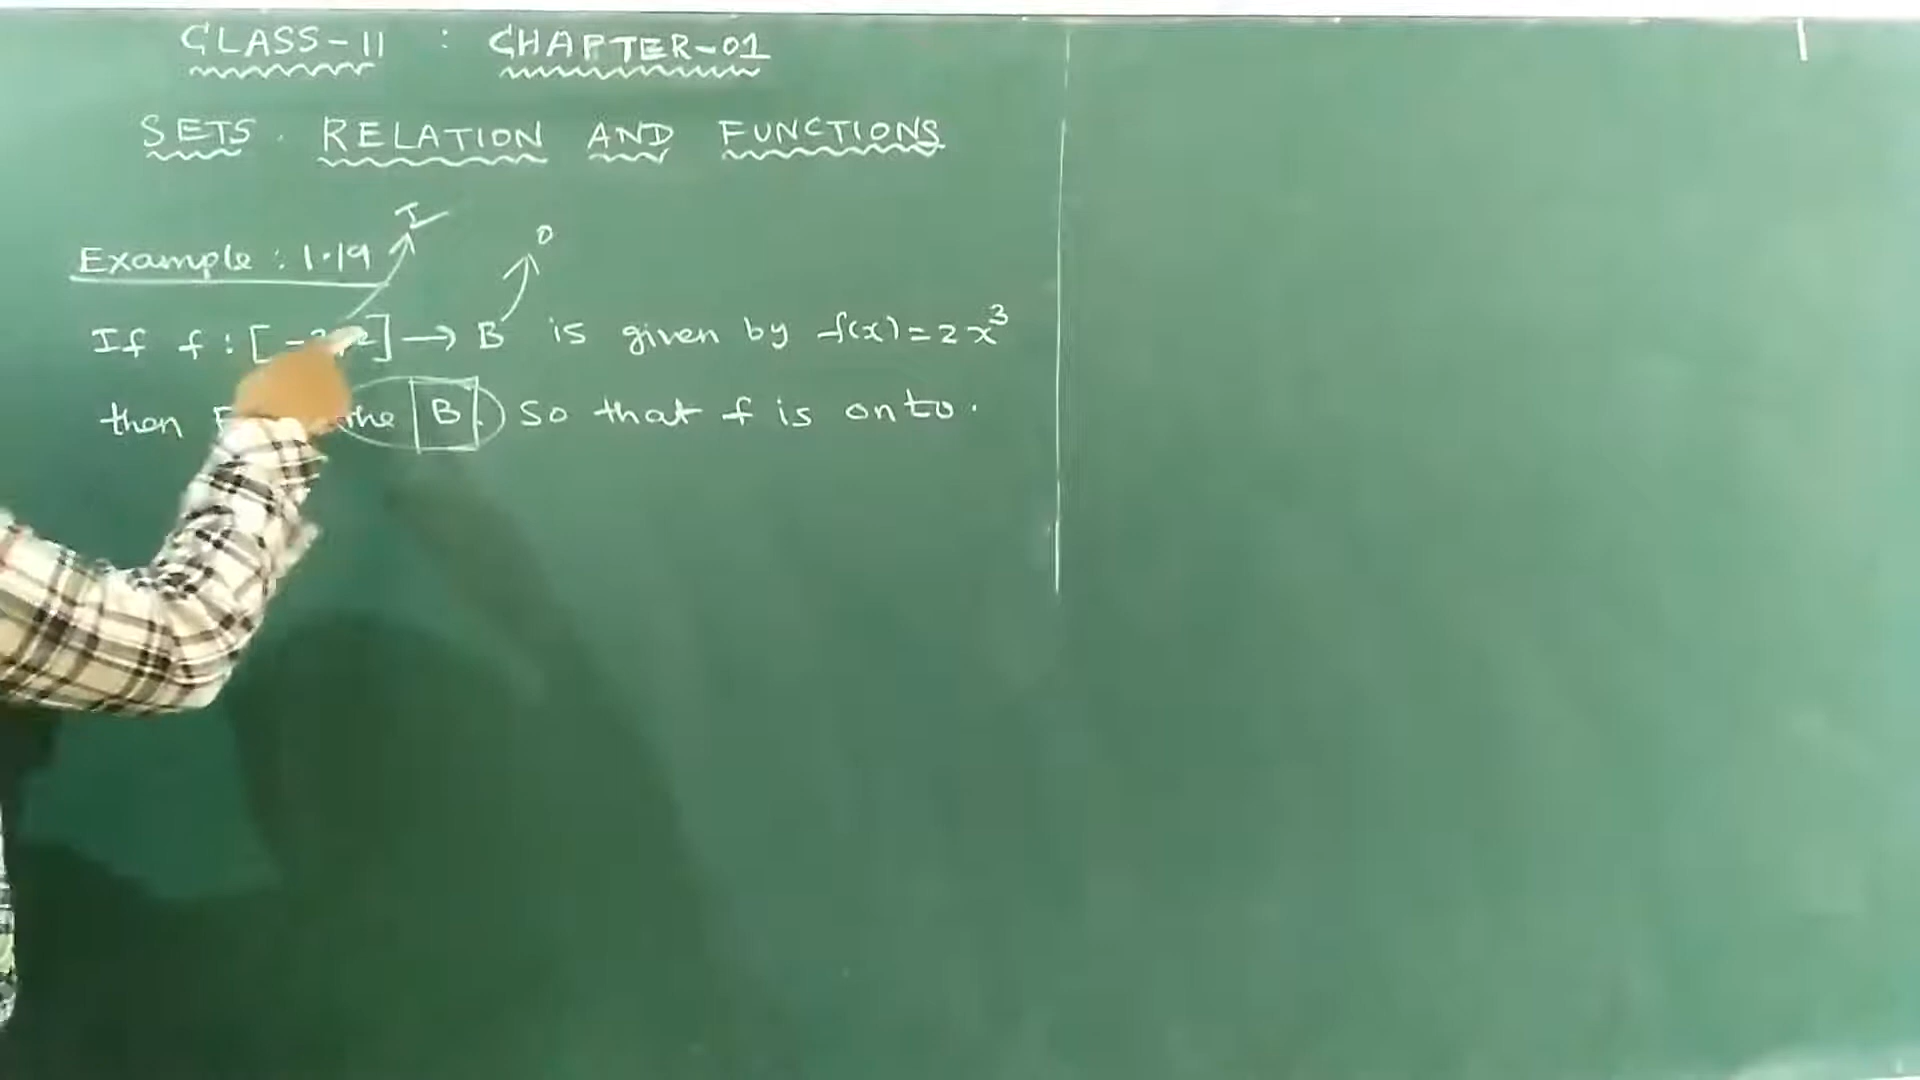 CLASS-11 : CHAPTER-01
SETS. RELATION AND FUNCTIONS
I
O
Example : 1.19
If f : [-2, 2] → B is given by f(x) = 2x³
then the B. So that f is onto.